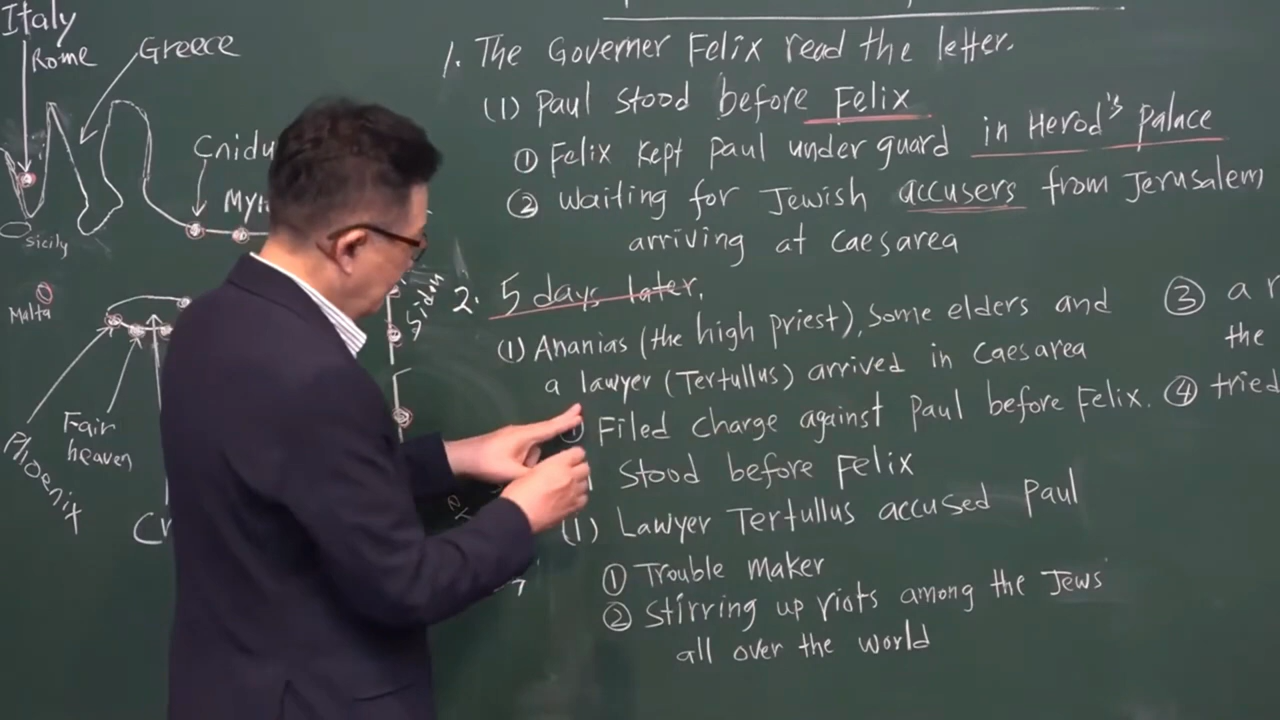 Italy
Rome
Greece
Sicily
Malta
Phoenix
Fair
heaven
Sidon
1. The Governer Felix read the letter.
(1) Paul stood before Felix
① Felix kept Paul under guard in Herod's palace
② Waiting for Jewish accusers from Jerusalem
arriving at Caesarea
2. 5 days later,
(1) Ananias (the high priest), some elders and
a lawyer (Tertullus) arrived in Caesarea
① Filed charge against Paul before Felix.
stood before Felix
(1) Lawyer Tertullus accused Paul
① Trouble maker
② Stirring up riots among the Jews
all over the world
③ a
the
④ tried